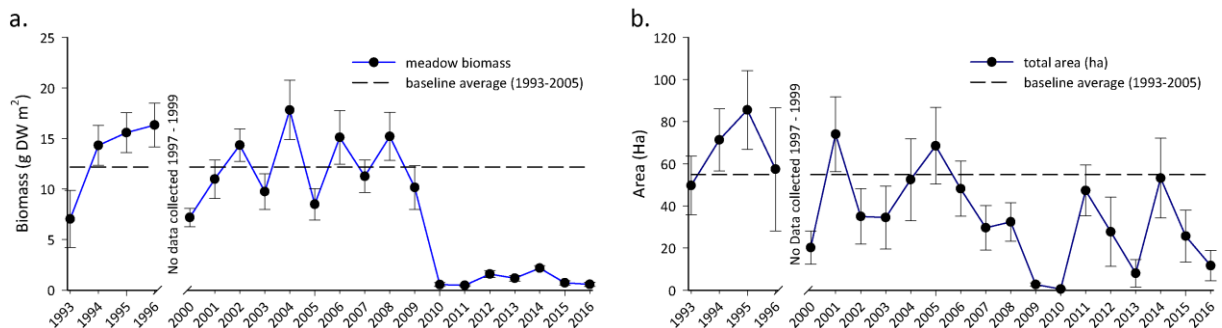 a.
25
20
15
10
5
0
Biomass (g DW m²)
meadow biomass
baseline average (1993-2005)
No data collected 1997 - 1999
1993 1994 1995 1996 2000 2001 2002 2003 2004 2005 2006 2007 2008 2009 2010 2011 2012 2013 2014 2015 2016
b.
120
100
80
60
40
20
0
Area (Ha)
total area (ha)
baseline average (1993-2005)
No Data collected 1997 - 1999
1993 1994 1995 1996 2000 2001 2002 2003 2004 2005 2006 2007 2008 2009 2010 2011 2012 2013 2014 2015 2016